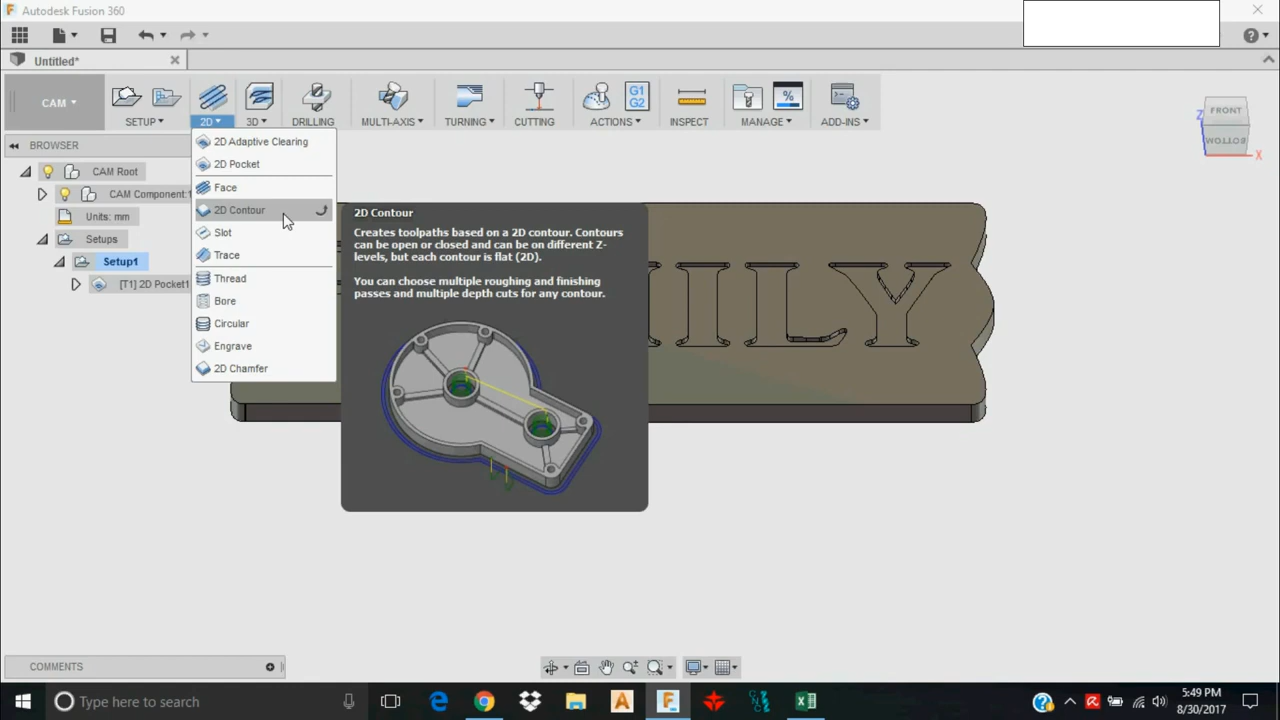 Autodesk Fusion 360
Untitled*
CAM
SETUP
2D
3D
DRILLING
MULTI-AXIS
TURNING
CUTTING
G1
G2
ACTIONS
INSPECT
%
MANAGE
ADD-INS
FRONT
BOTTOM
Z
X
BROWSER
CAM Root
CAM Component:1
Units: mm
Setups
Setup1
[T1] 2D Pocket1
2D Adaptive Clearing
2D Pocket
Face
2D Contour
Slot
Trace
Thread
Bore
Circular
Engrave
2D Chamfer
2D Contour
Creates toolpaths based on a 2D contour. Contours
can be open or closed and can be on different Z-
levels, but each contour is flat (2D).
You can choose multiple roughing and finishing
passes and multiple depth cuts for any contour.
ILY
COMMENTS
Type here to search
CNC
5:49 PM
8/30/2017